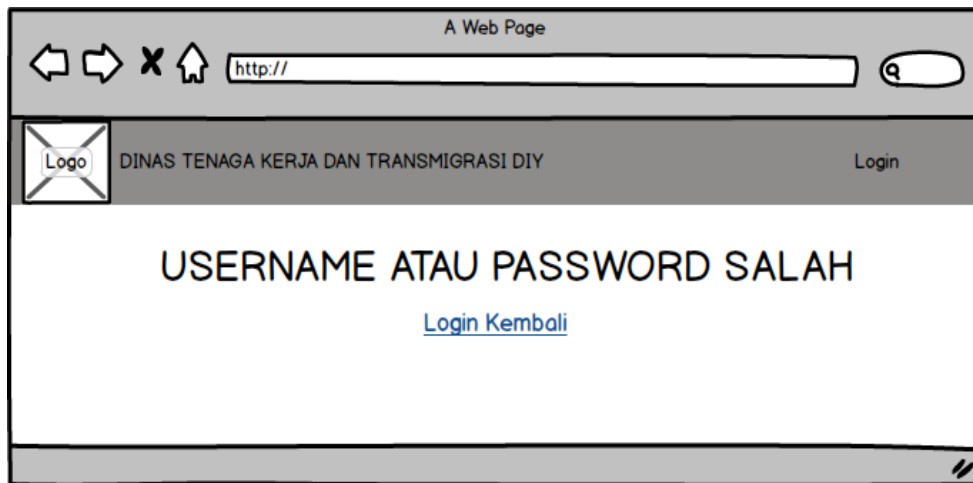 A Web Page
http://
Logo
DINAS TENAGA KERJA DAN TRANSMIGRASI DIY
Login
USERNAME ATAU PASSWORD SALAH
Login Kembali